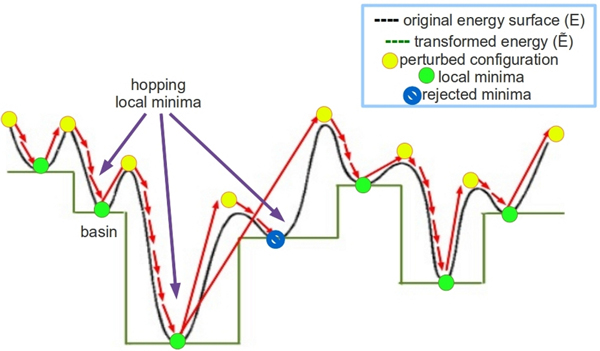 original energy surface (E)
transformed energy (Ẽ)
perturbed configuration
local minima
rejected minima
hopping
local minima
basin